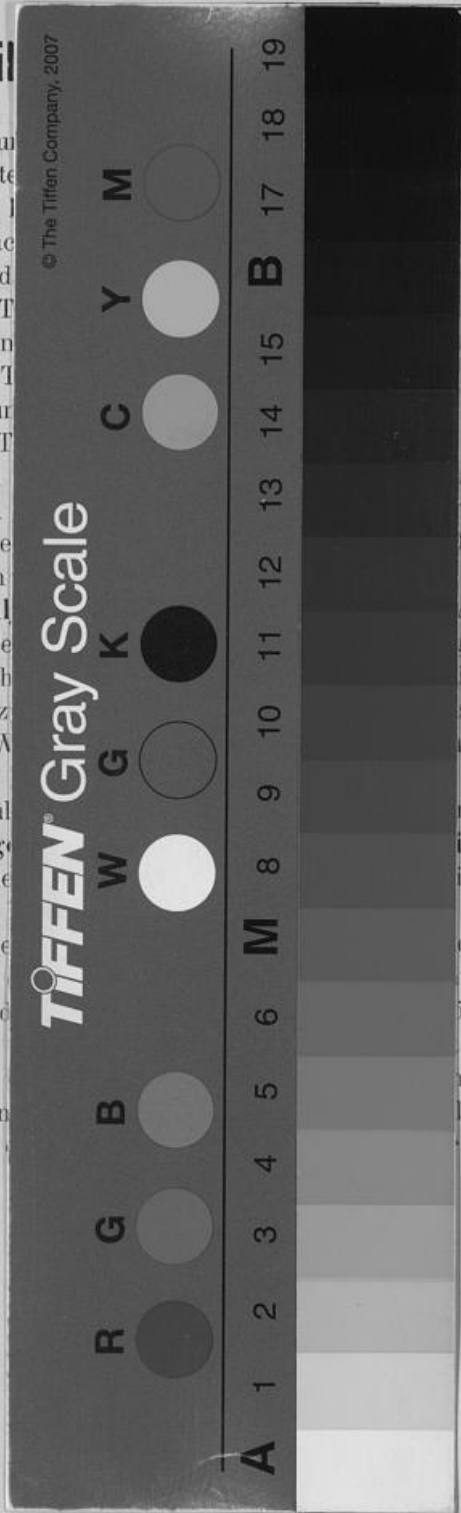 © The Tiffen Company, 2007
TIFFEN® Gray Scale
R G B W G K C Y M
A 1 2 3 4 5 6 M 8 9 10 11 12 13 14 15 B 17 18 19